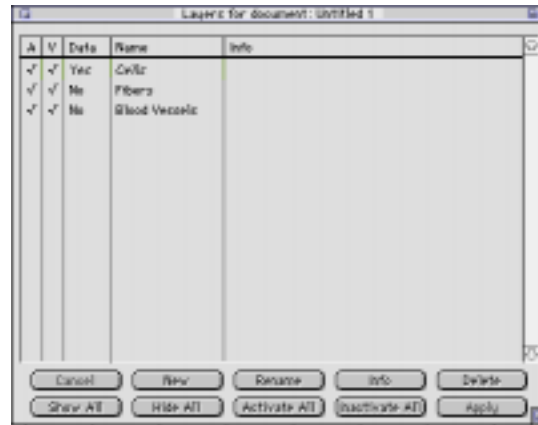 Layers for document: Untitled 1
A V Data Name Info
√ √ Yes Cells
√ √ No Fibers
√ √ No Blood Vessels
Cancel New Rename Info Delete
Show All Hide All Activate All Inactivate All Apply